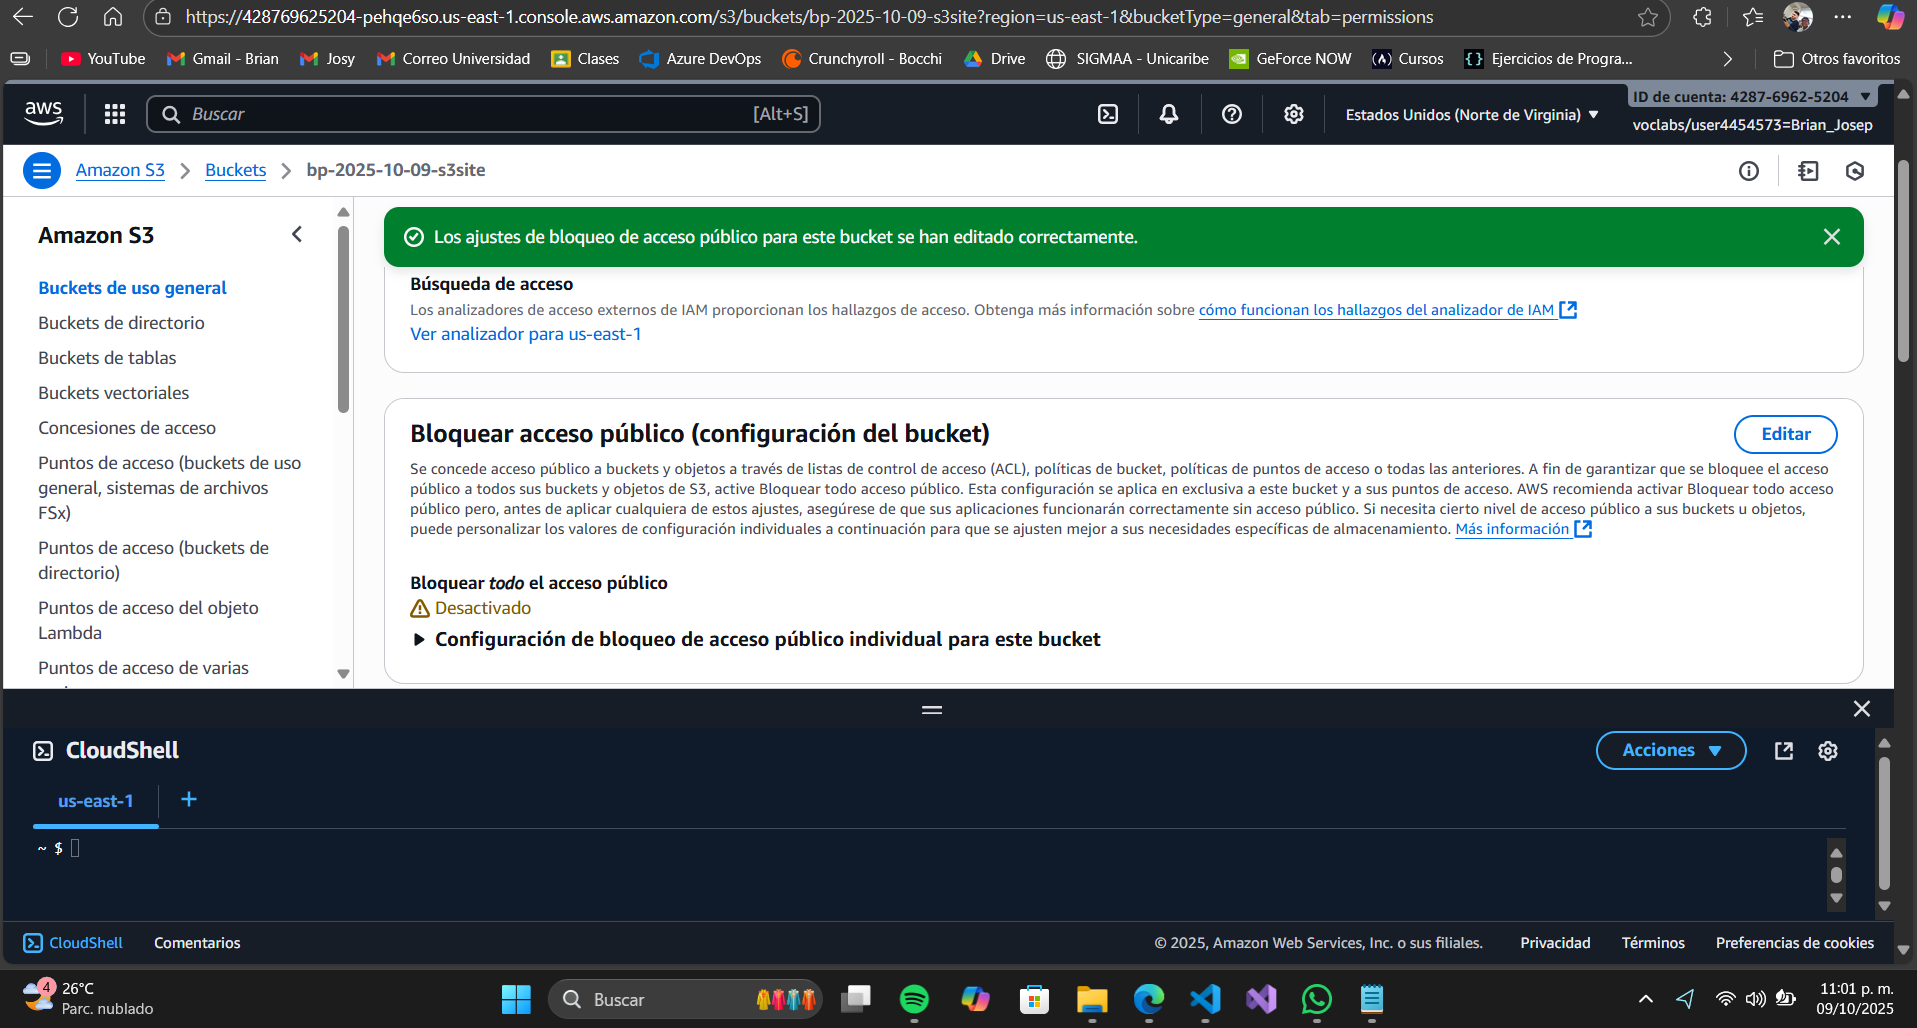 https://428769625204-pehqe6so.us-east-1.console.aws.amazon.com/s3/buckets/bp-2025-10-09-s3site?region=us-east-1&bucketType=general&tab=permissions
YouTube
Gmail - Brian
Josy
Correo Universidad
Clases
Azure DevOps
Crunchyroll - Bocchi
Drive
SIGMAA - Unicaribe
GeForce NOW
Cursos
Ejercicios de Progra...
Otros favoritos
aws
Buscar
[Alt+S]
Estados Unidos (Norte de Virginia)
ID de cuenta: 4287-6962-5204
voclabs/user4454573=Brian_Josep
Amazon S3
Buckets
bp-2025-10-09-s3site
Amazon S3
Buckets de uso general
Buckets de directorio
Buckets de tablas
Buckets vectoriales
Concesiones de acceso
Puntos de acceso (buckets de uso
general, sistemas de archivos
FSx)
Puntos de acceso (buckets de
directorio)
Puntos de acceso del objeto
Lambda
Puntos de acceso de varias
Los ajustes de bloqueo de acceso público para este bucket se han editado correctamente.
Búsqueda de acceso
Los analizadores de acceso externos de IAM proporcionan los hallazgos de acceso. Obtenga más información sobre cómo funcionan los hallazgos del analizador de IAM
Ver analizador para us-east-1
Bloquear acceso público (configuración del bucket)
Editar
Se concede acceso público a buckets y objetos a través de listas de control de acceso (ACL), políticas de bucket, políticas de puntos de acceso o todas las anteriores. A fin de garantizar que se bloquee el acceso
público a todos sus buckets y objetos de S3, active Bloquear todo acceso público. Esta configuración se aplica en exclusiva a este bucket y a sus puntos de acceso. AWS recomienda activar Bloquear todo acceso
público pero, antes de aplicar cualquiera de estos ajustes, asegúrese de que sus aplicaciones funcionarán correctamente sin acceso público. Si necesita cierto nivel de acceso público a sus buckets u objetos,
puede personalizar los valores de configuración individuales a continuación para que se ajusten mejor a sus necesidades específicas de almacenamiento. Más información
Bloquear todo el acceso público
Desactivado
Configuración de bloqueo de acceso público individual para este bucket
CloudShell
Acciones
us-east-1
+
~ $
CloudShell
Comentarios
© 2025, Amazon Web Services, Inc. o sus filiales.
Privacidad
Términos
Preferencias de cookies
4
26°C
Parc. nublado
Buscar
11:01 p. m.
09/10/2025